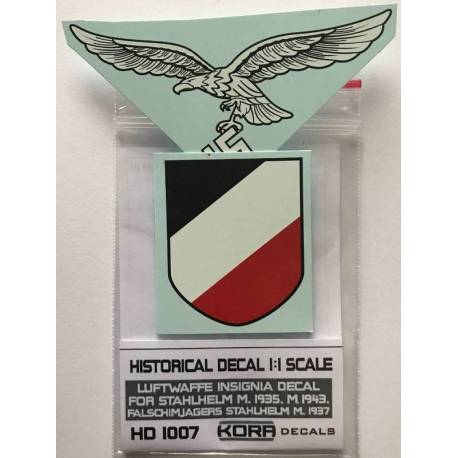 HISTORICAL DECAL 1:1 SCALE
LUFTWAFFE INSIGNIA DECAL
FOR STAHLHELM M. 1935, M.1943,
FALSCHIMJAGERS STAHLHELM M. 1937
HD 1007 KORA DECALS